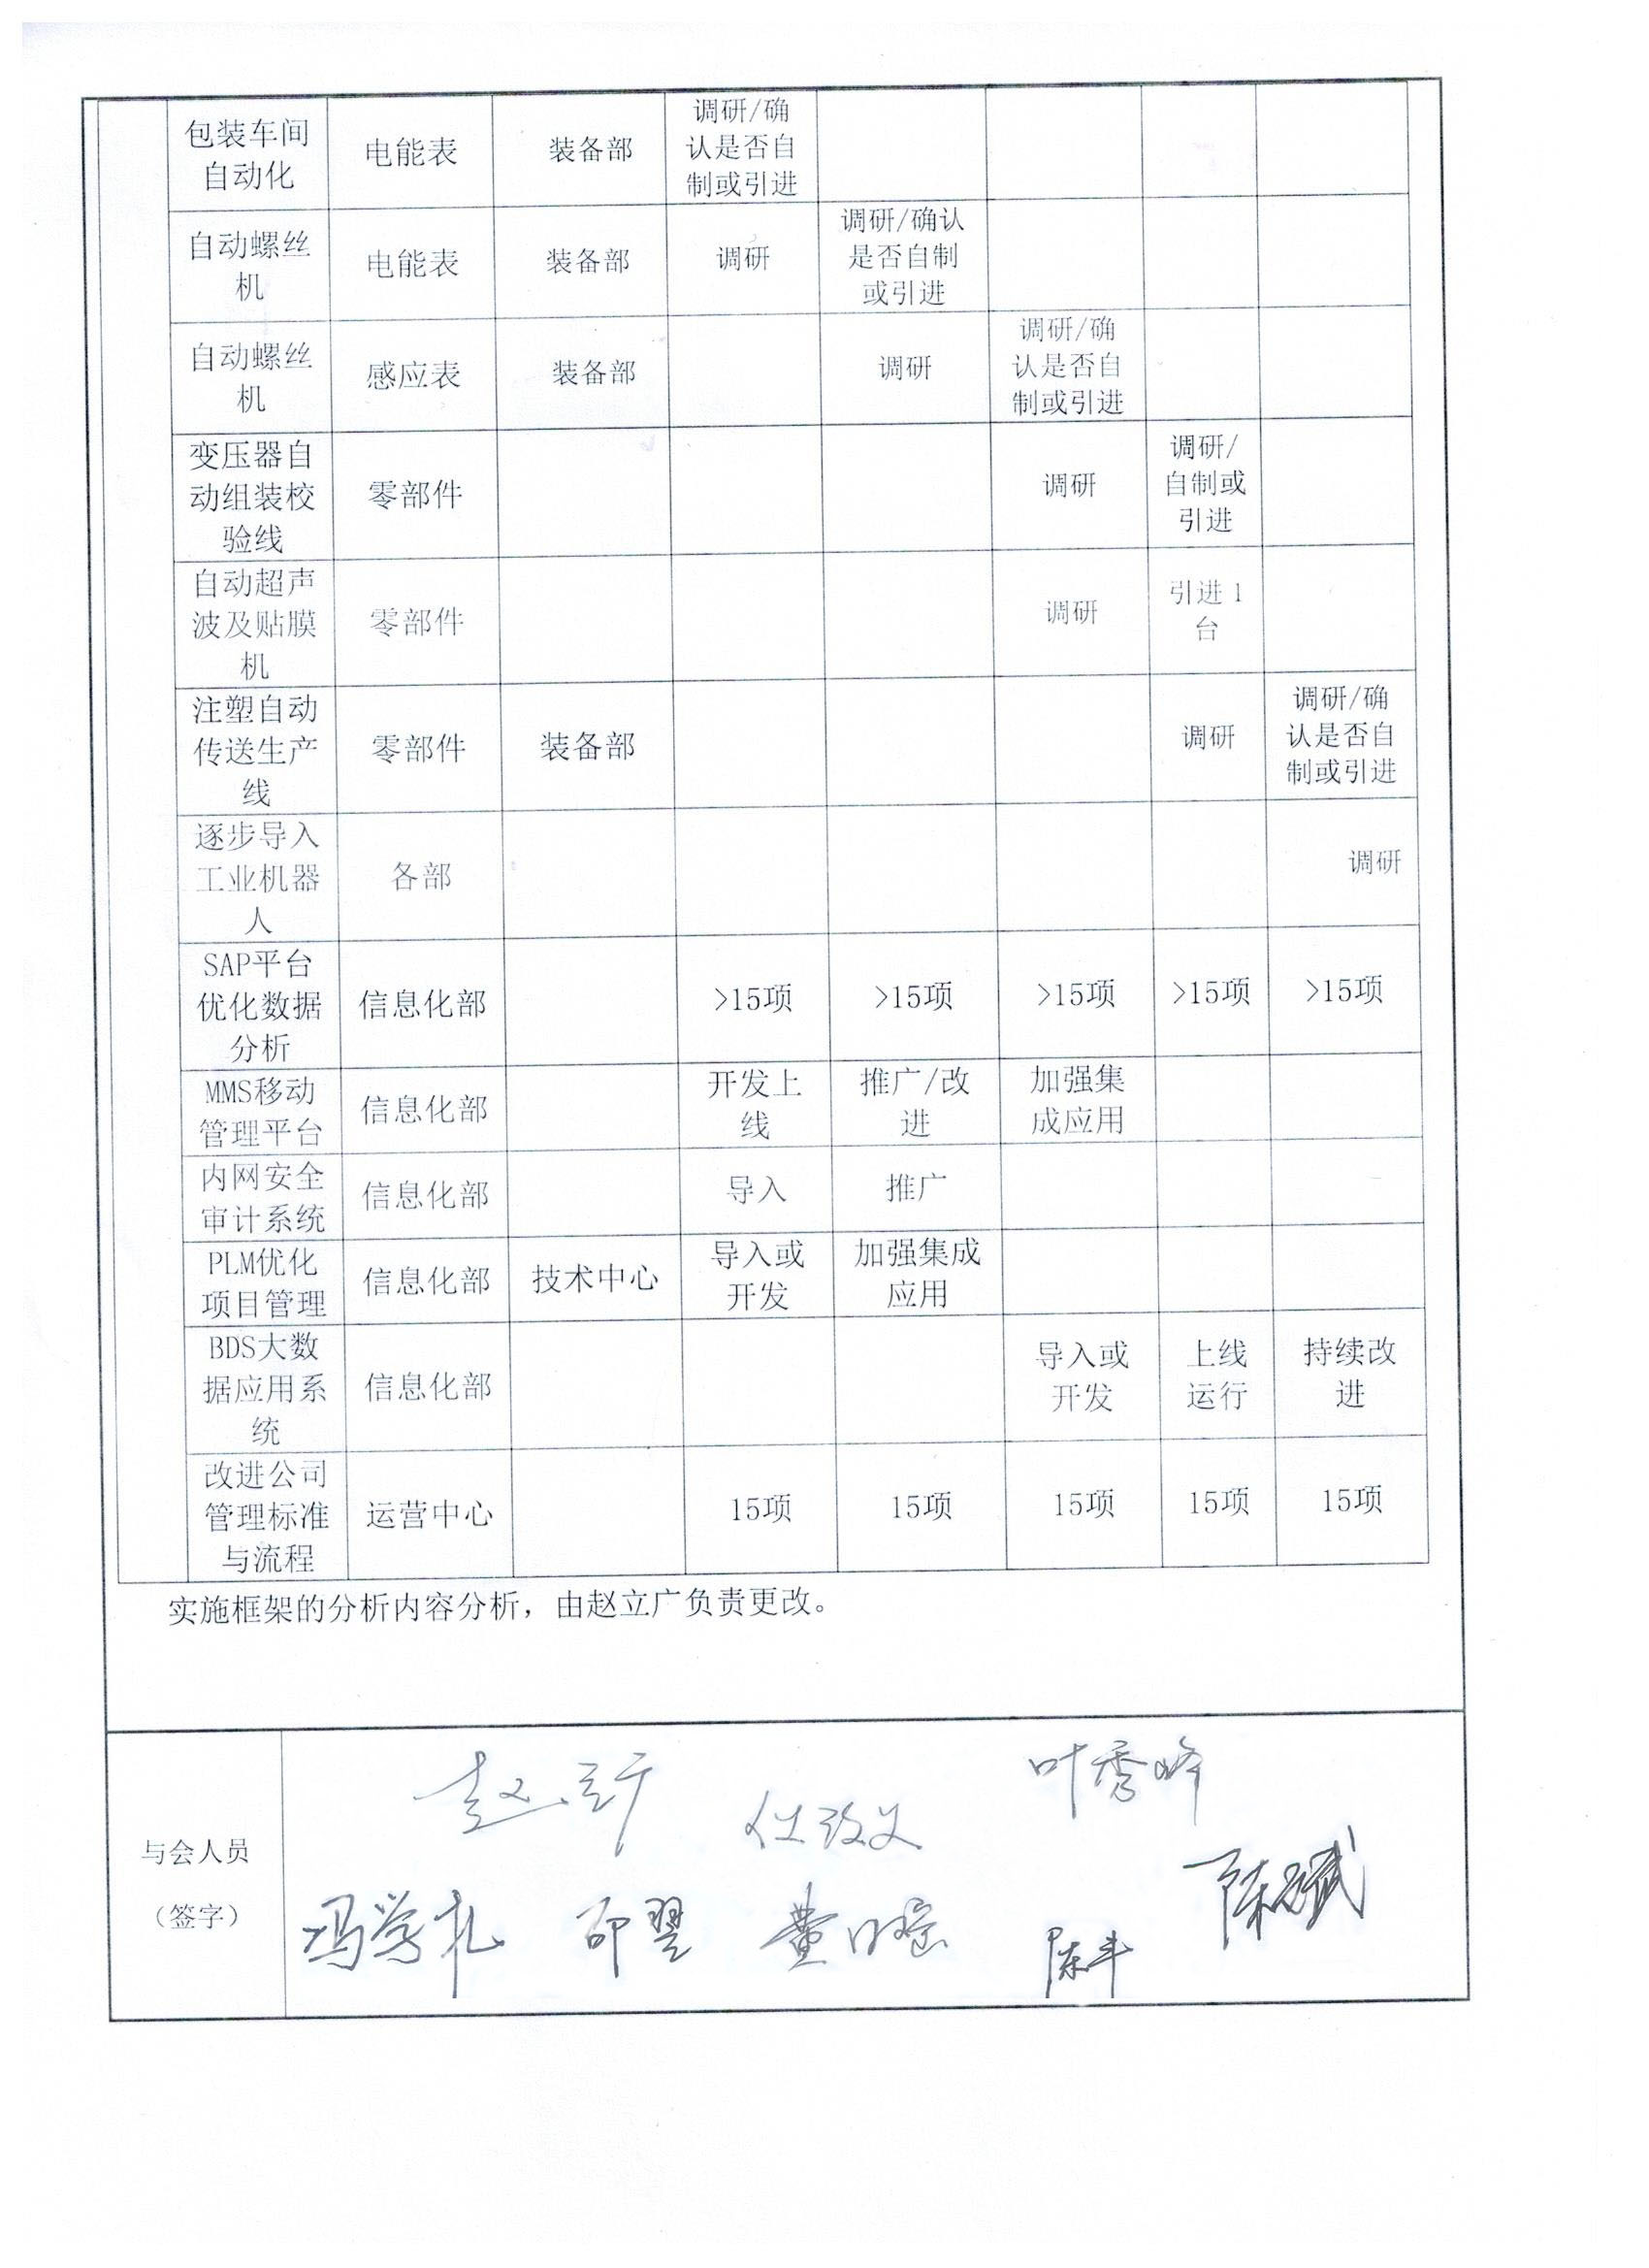 包装车间
自动化
电能表
装备部
调研/确
认是否自
制或引进
自动螺丝
机
电能表
装备部
调研
调研/确认
是否自制
或引进
自动螺丝
机
感应表
装备部
调研
调研/确
认是否自
制或引进
变压器自
动组装校
验线
零部件
调研
调研/
自制或
引进
自动超声
波及贴膜
机
零部件
调研
引进1
台
注塑自动
传送生产
线
零部件
装备部
调研
调研/确
认是否自
制或引进
逐步导入
工业机器
人
各部
调研
SAP平台
优化数据
分析
信息化部
>15项
>15项
>15项
>15项
>15项
MMS移动
管理平台
信息化部
开发上
线
推广/改
进
加强集
成应用
内网安全
审计系统
信息化部
导入
推广
PLM优化
项目管理
信息化部
技术中心
导入或
开发
加强集成
应用
BDS大数
据应用系
统
信息化部
导入或
开发
上线
运行
持续改
进
改进公司
管理标准
与流程
运营中心
15项
15项
15项
15项
15项
实施框架的分析内容分析，由赵立广负责更改。
与会人员
（签字）
赵立广
叶秀峰
陈斌